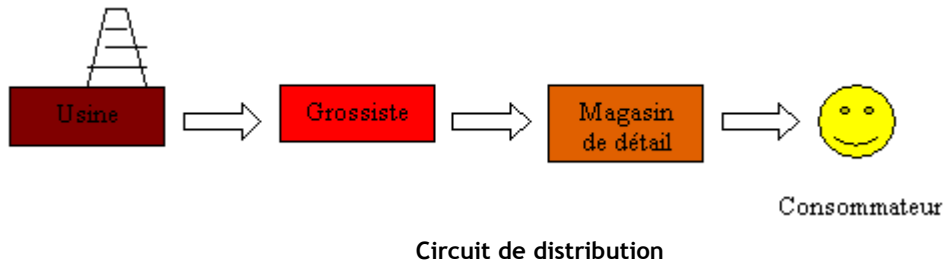 Usine
Grossiste
Magasin
de détail
Consommateur
Circuit de distribution